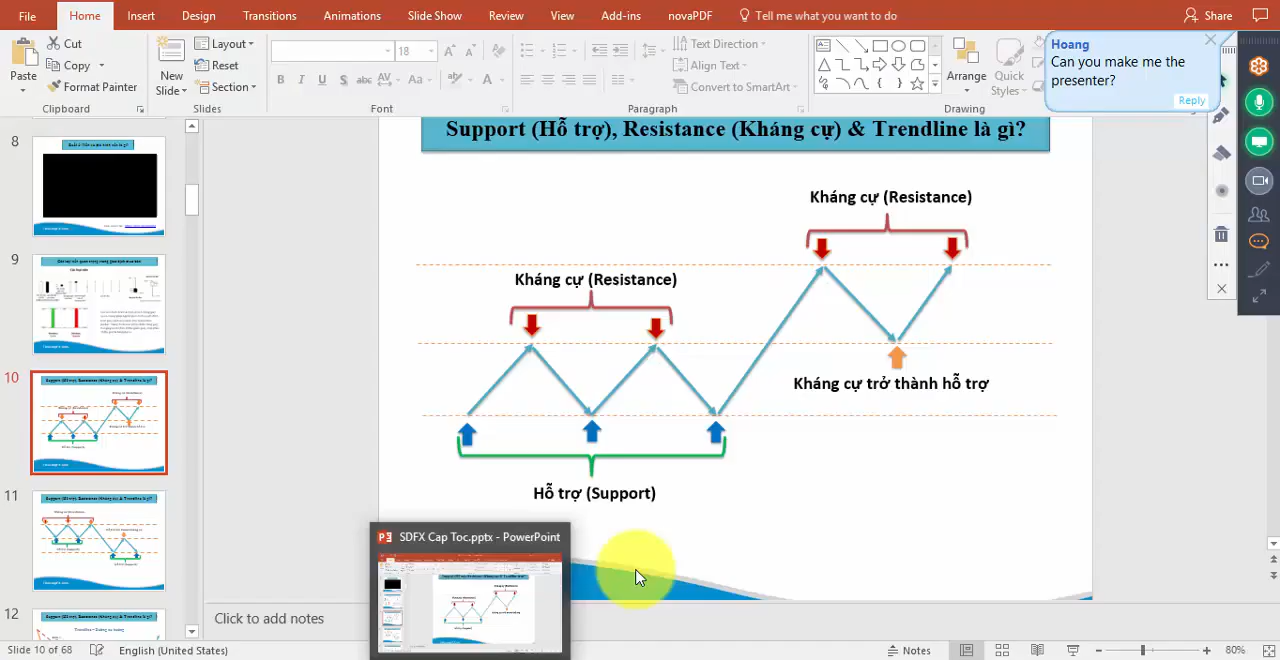 File Home Insert Design Transitions Animations Slide Show Review View Add-ins novaPDF Tell me what you want to do Share
Cut
Copy
Format Painter
Paste
Clipboard
New
Slide
Layout
Reset
Section
Slides
18
B I U S abc AV Aa A
Font
Text Direction
Align Text
Convert to SmartArt
Paragraph
Arrange
Quick
Styles
Drawing
Hoang
Can you make me the
presenter?
Reply
8
9
10
11
12
Support (Hỗ trợ), Resistance (Kháng cự) & Trendline là gì?
Kháng cự (Resistance)
Kháng cự (Resistance)
Kháng cự trở thành hỗ trợ
Hỗ trợ (Support)
SDFX Cap Toc.pptx - PowerPoint
Click to add notes
Slide 10 of 68 English (United States) Notes 80%